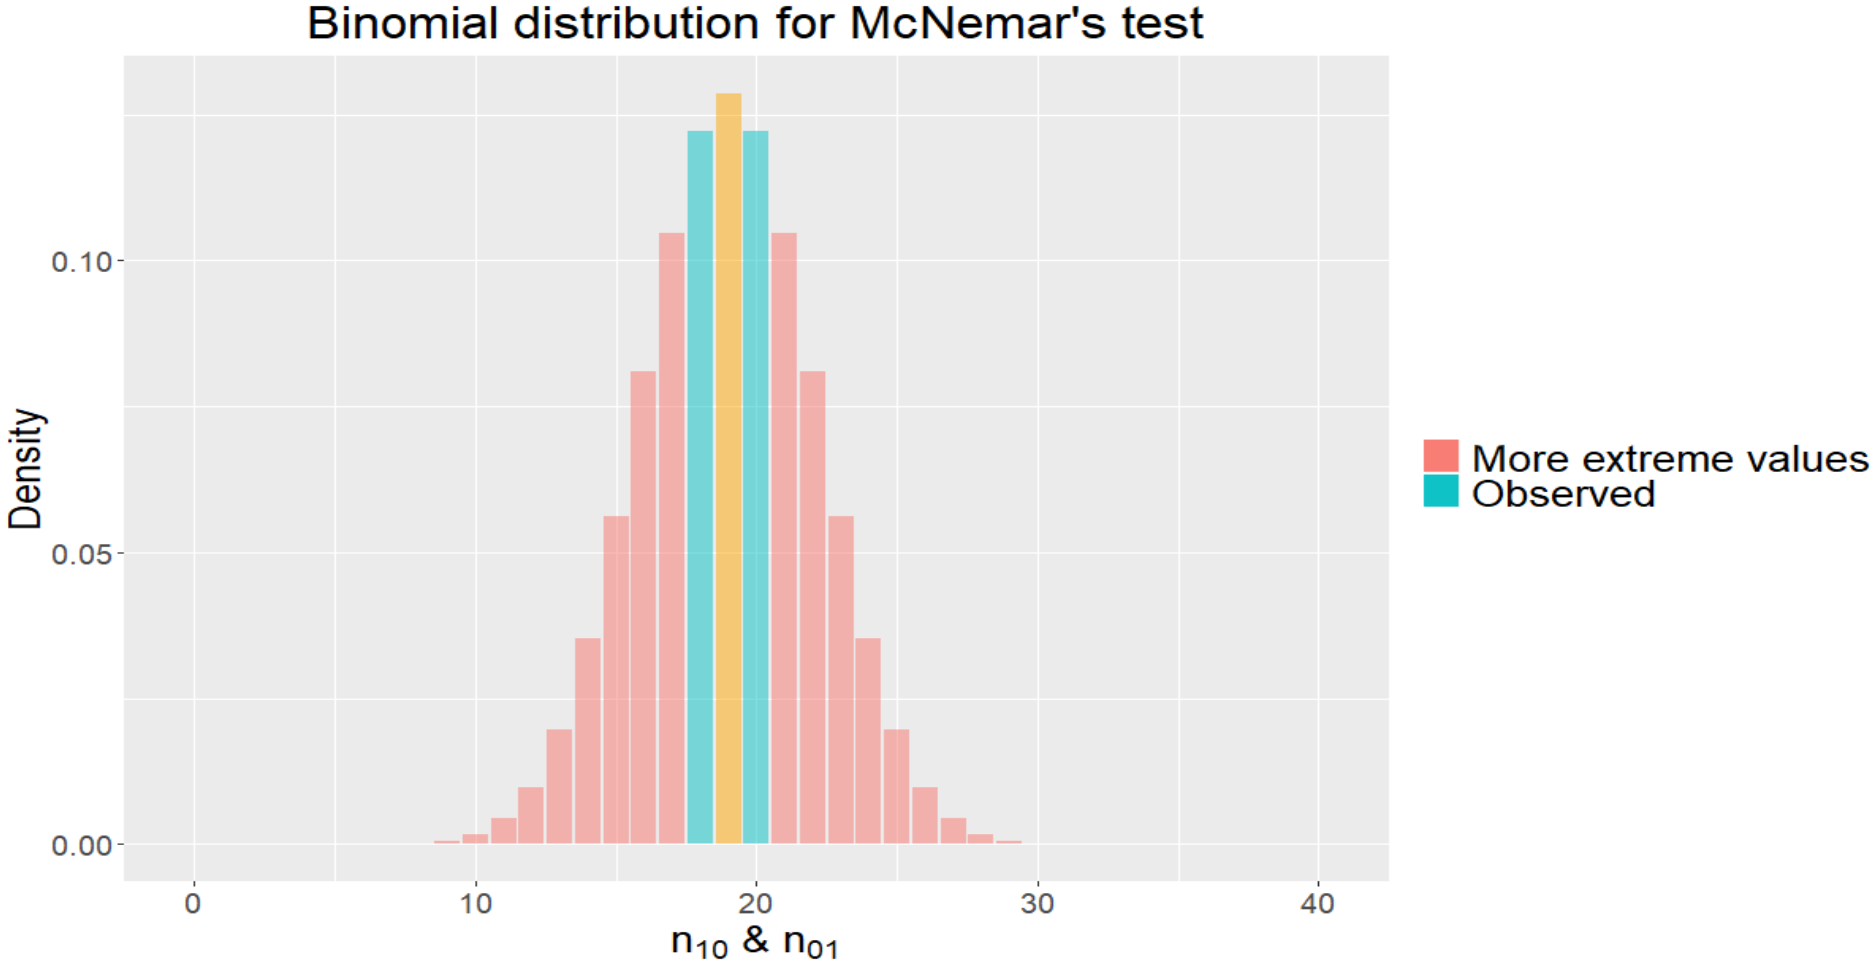 Binomial distribution for McNemar's test
Density
0.10
0.05
0.00
0 10 20 30 40
n₁₀ & n₀₁
More extreme values
Observed